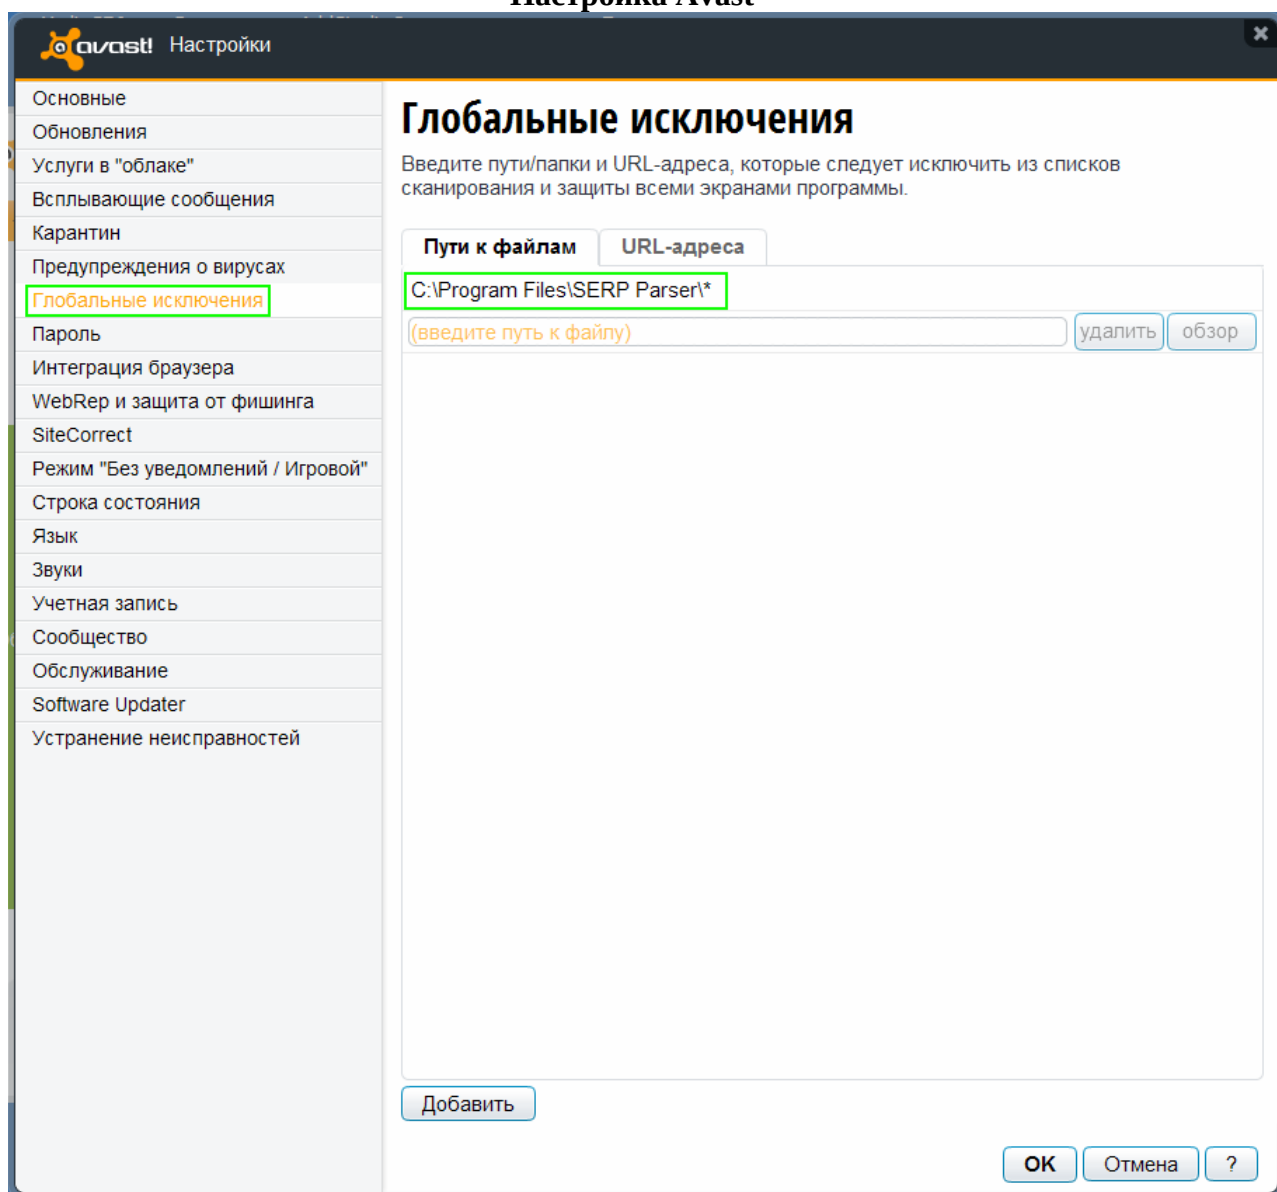 Настройка Avast
avast! Настройки
Основные
Обновления
Услуги в "облаке"
Всплывающие сообщения
Карантин
Предупреждения о вирусах
Глобальные исключения
Пароль
Интеграция браузера
WebRep и защита от фишинга
SiteCorrect
Режим "Без уведомлений / Игровой"
Строка состояния
Язык
Звуки
Учетная запись
Сообщество
Обслуживание
Software Updater
Устранение неисправностей
Глобальные исключения
Введите пути/папки и URL-адреса, которые следует исключить из списков
сканирования и защиты всеми экранами программы.
Пути к файлам URL-адреса
C:\Program Files\SERP Parser\*
(введите путь к файлу) удалить обзор
Добавить
OK Отмена ?